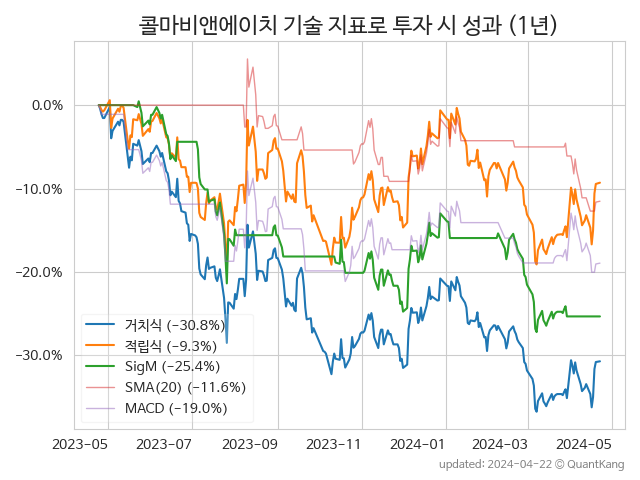 콜마비앤에이치 기술 지표로 투자 시 성과 (1년)
0.0%
−10.0%
−20.0%
−30.0%
거치식 (−30.8%)
적립식 (−9.3%)
SigM (−25.4%)
SMA(20) (−11.6%)
MACD (−19.0%)
2023-05 2023-07 2023-09 2023-11 2024-01 2024-03 2024-05
updated: 2024-04-22 © QuantKang